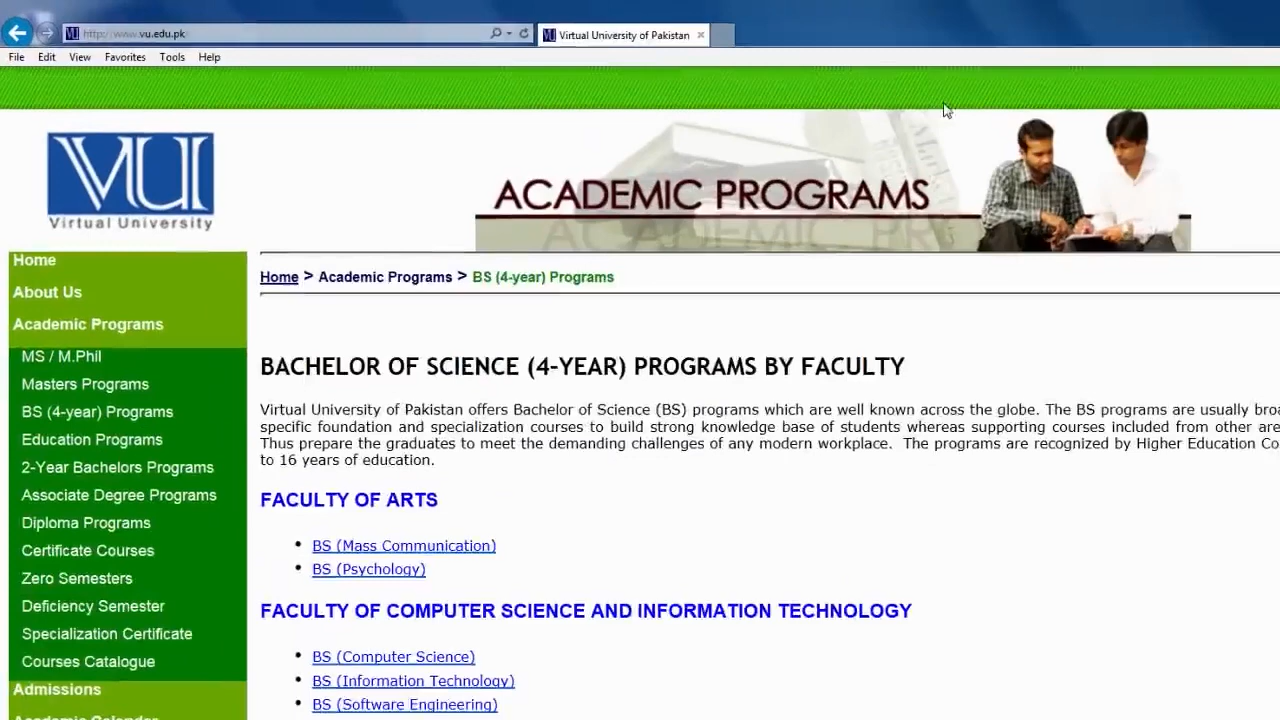 http://www.vu.edu.pk
Virtual University of Pakistan
File Edit View Favorites Tools Help
VU
Virtual University
ACADEMIC PROGRAMS
Home
About Us
Academic Programs
MS / M.Phil
Masters Programs
BS (4-year) Programs
Education Programs
2-Year Bachelors Programs
Associate Degree Programs
Diploma Programs
Certificate Courses
Zero Semesters
Deficiency Semester
Specialization Certificate
Courses Catalogue
Admissions
Academic Calendar
Home > Academic Programs > BS (4-year) Programs
BACHELOR OF SCIENCE (4-YEAR) PROGRAMS BY FACULTY
Virtual University of Pakistan offers Bachelor of Science (BS) programs which are well known across the globe. The BS programs are usually
specific foundation and specialization courses to build strong knowledge base of students whereas supporting courses included from other
Thus prepare the graduates to meet the demanding challenges of any modern workplace. The programs are recognized by Higher Education
to 16 years of education.
FACULTY OF ARTS
BS (Mass Communication)
BS (Psychology)
FACULTY OF COMPUTER SCIENCE AND INFORMATION TECHNOLOGY
BS (Computer Science)
BS (Information Technology)
BS (Software Engineering)